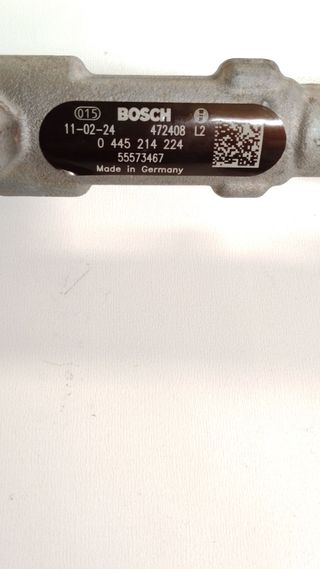 015 BOSCH
11-02-24 472408 L2
0 445 214 224
55573467
Made in Germany